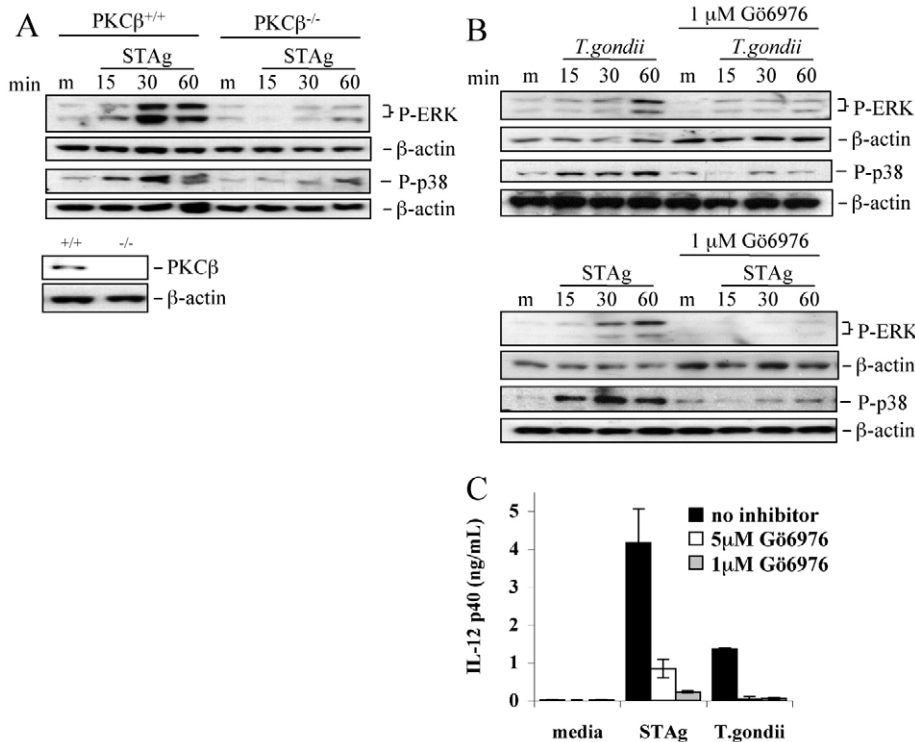 A
PKCβ+/+ PKCβ-/-
STAg STAg
min m 15 30 60 m 15 30 60
P-ERK
β-actin
P-p38
β-actin
+/+ -/-
PKCβ
β-actin
B
1 μM Gö6976
T.gondii T.gondii
min m 15 30 60 m 15 30 60
P-ERK
β-actin
P-p38
β-actin
1 μM Gö6976
STAg STAg
m 15 30 60 m 15 30 60
P-ERK
β-actin
P-p38
β-actin
C
IL-12 p40 (ng/mL)
5
4
3
2
1
0
no inhibitor
5μM Gö6976
1μM Gö6976
media STAg T.gondii